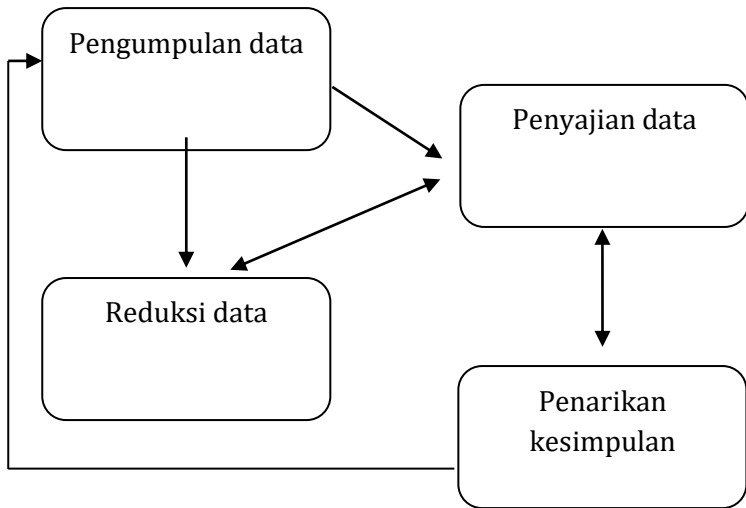 Pengumpulan data
Penyajian data
Reduksi data
Penarikan
kesimpulan